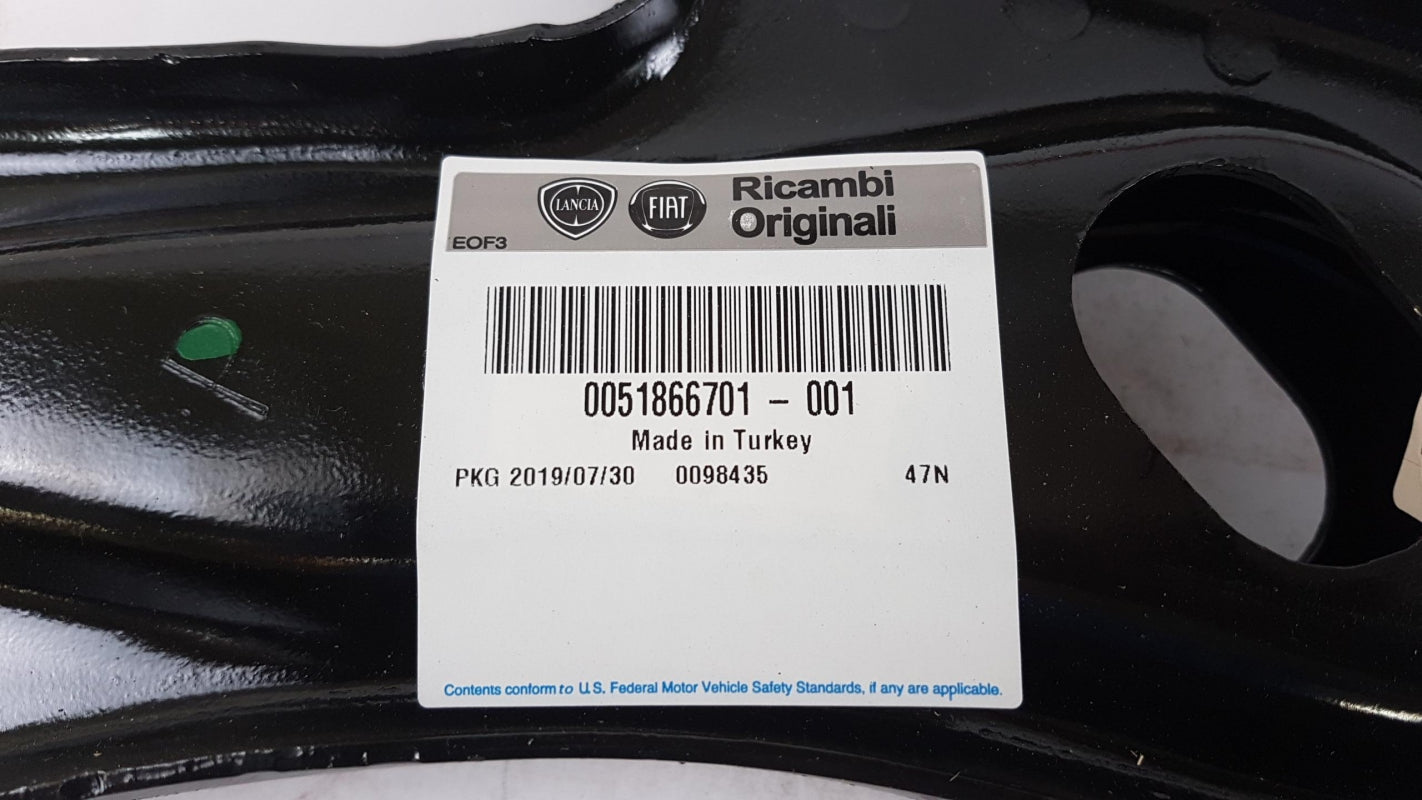 LANCIA FIAT Ricambi
Originali
EOF3
0051866701 - 001
Made in Turkey
PKG 2019/07/30 0098435 47N
Contents conform to U.S. Federal Motor Vehicle Safety Standards, if any are applicable.